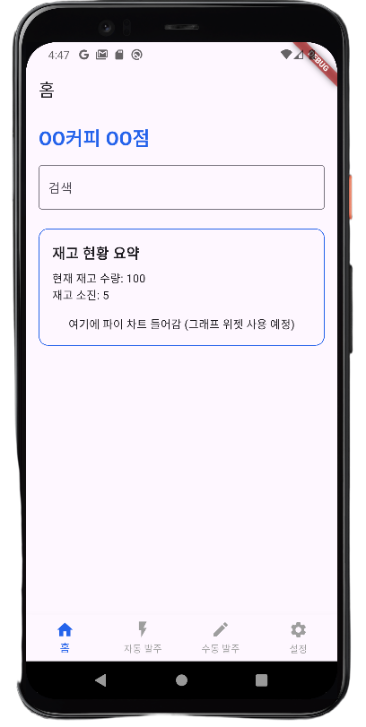 4:47 G
홈
OO커피 OO점
검색
재고 현황 요약
현재 재고 수량: 100
재고 소진: 5
여기에 파이 차트 들어감 (그래프 위젯 사용 예정)
홈 자동 발주 수동 발주 설정